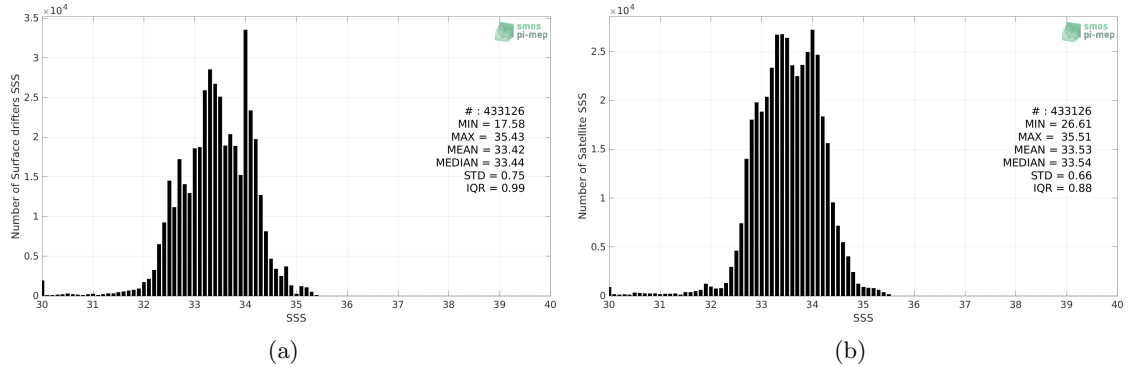 ×10⁴
3.5
3
2.5
2
1.5
1
0.5
0
Number of Surface drifters SSS
smos
pi-mep
# : 433126
MIN = 17.58
MAX = 35.43
MEAN = 33.42
MEDIAN = 33.44
STD = 0.75
IQR = 0.99
30 31 32 33 34 35 36 37 38 39 40
SSS
(a)
×10⁴
2.5
2
1.5
1
0.5
0
Number of Satellite SSS
smos
pi-mep
# : 433126
MIN = 26.61
MAX = 35.51
MEAN = 33.53
MEDIAN = 33.54
STD = 0.66
IQR = 0.88
30 31 32 33 34 35 36 37 38 39 40
SSS
(b)